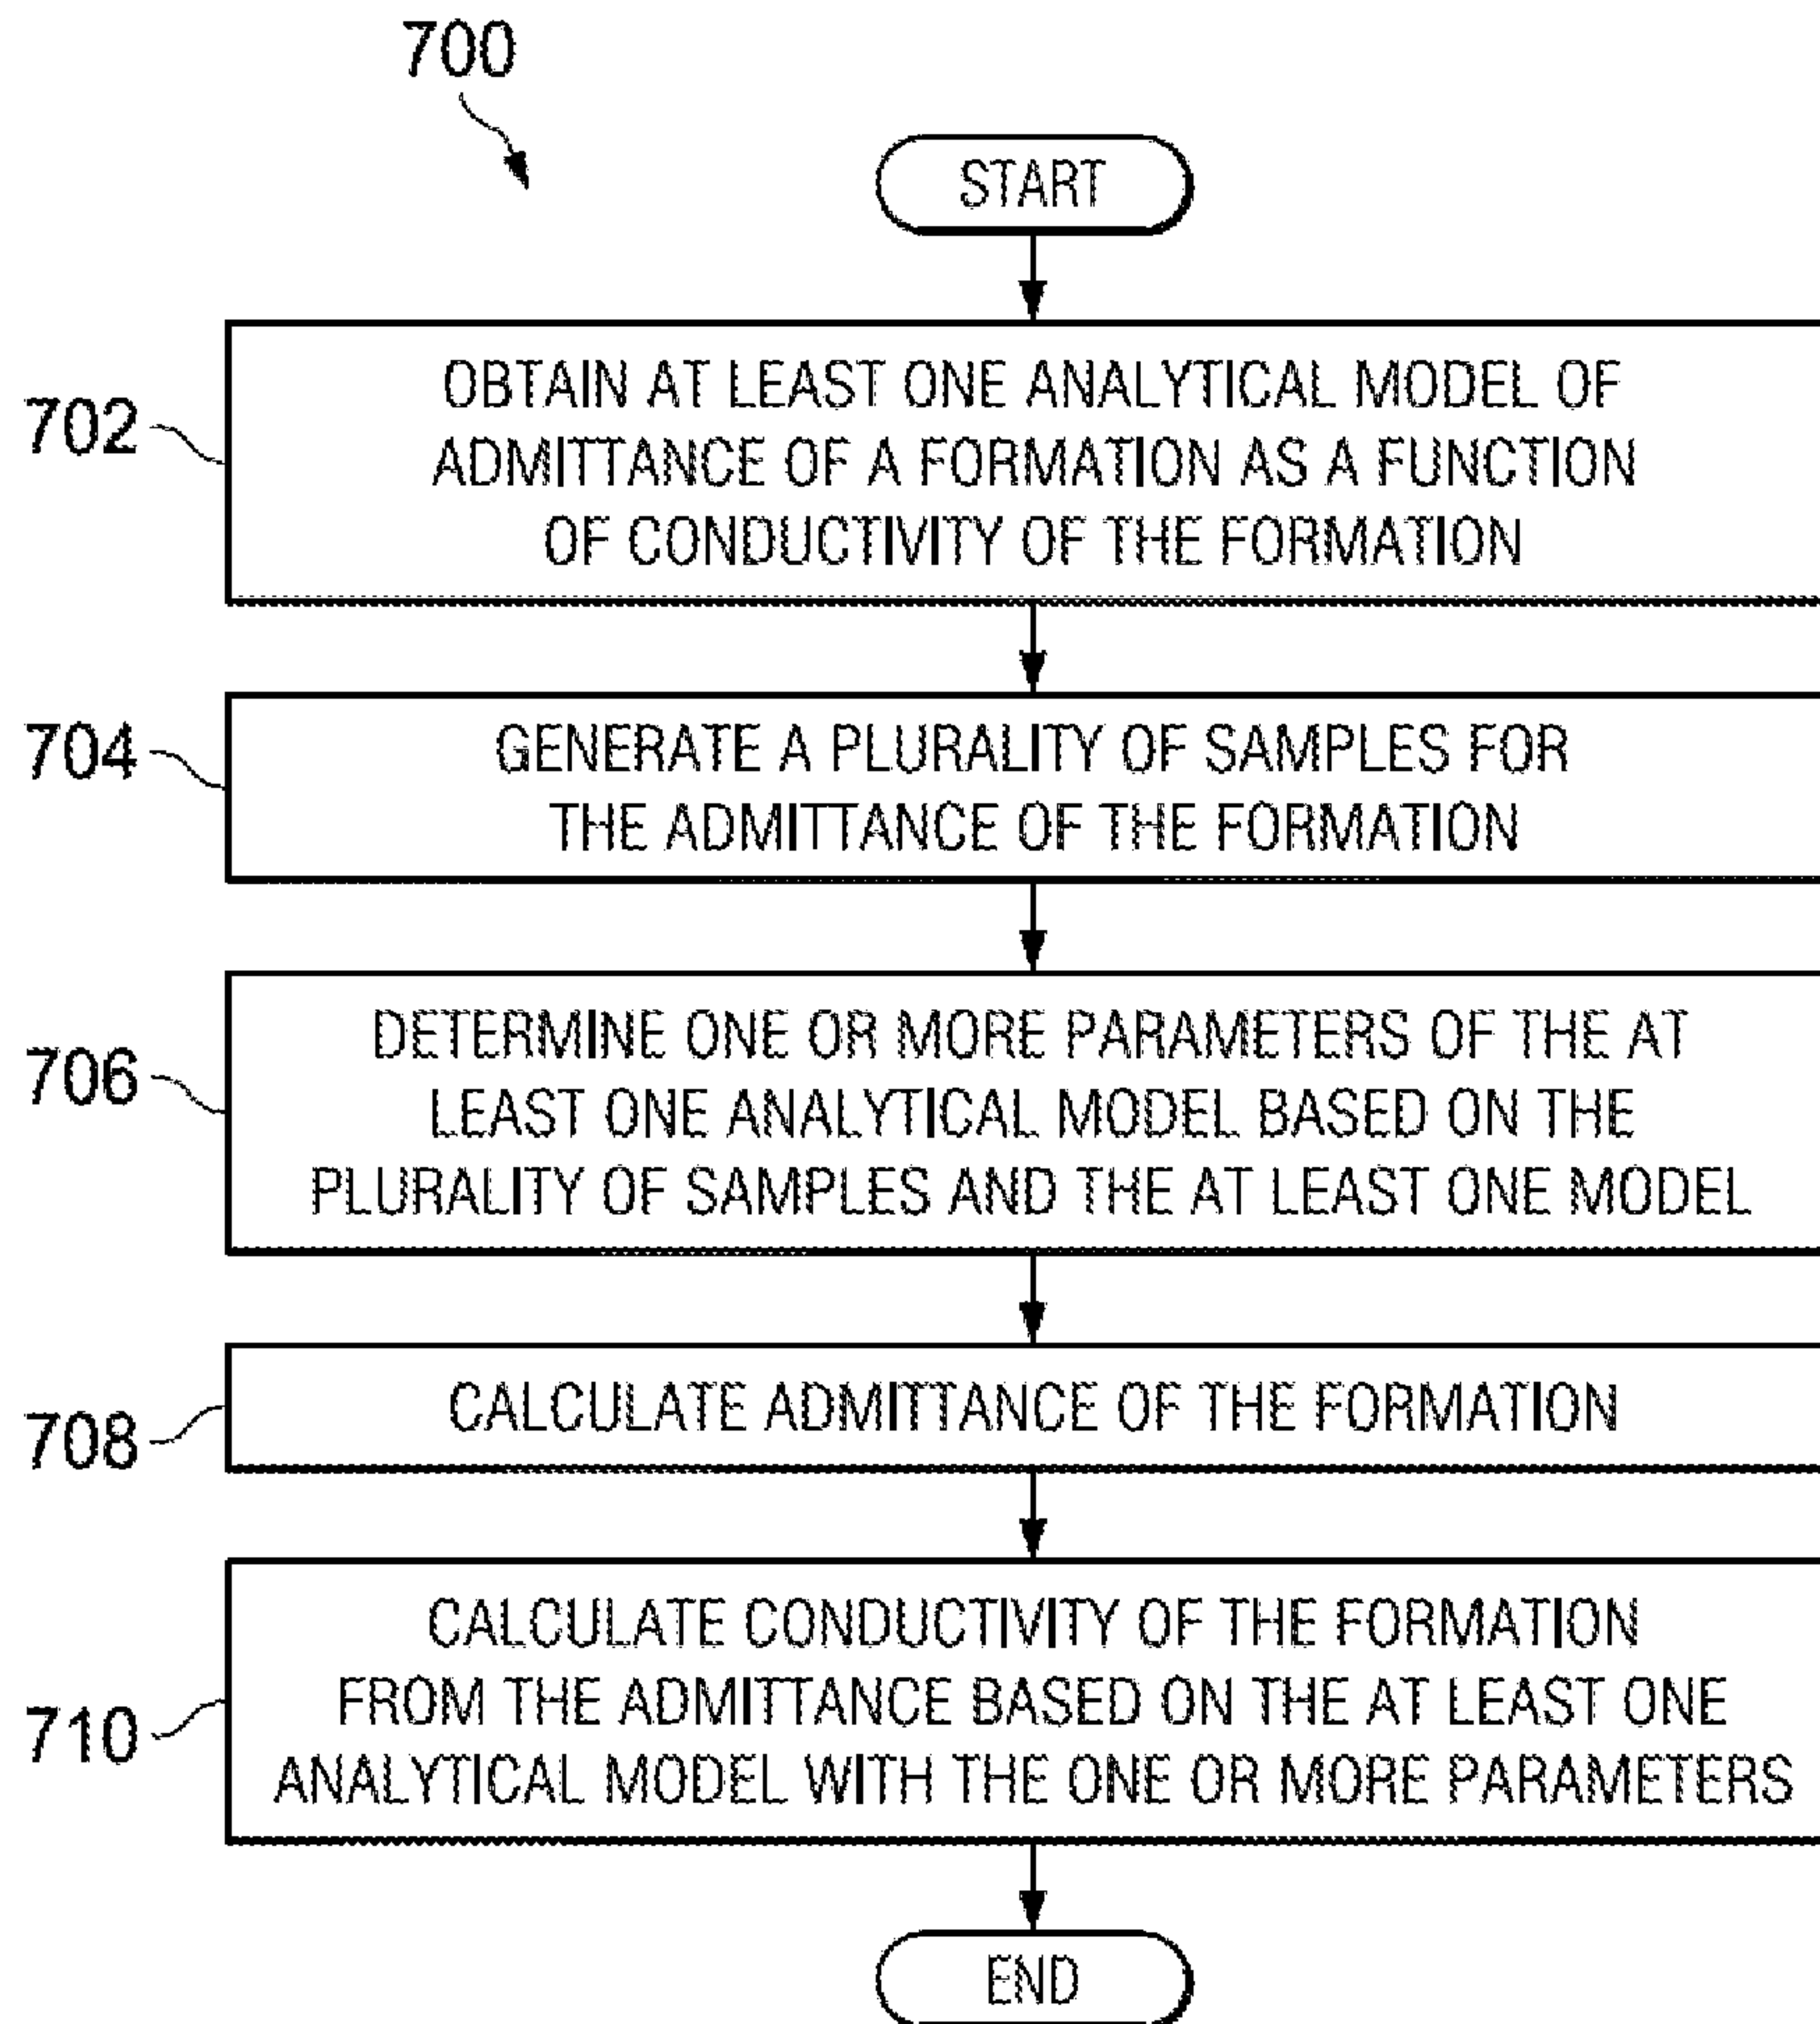 700
START
702
OBTAIN AT LEAST ONE ANALYTICAL MODEL OF
ADMITTANCE OF A FORMATION AS A FUNCTION
OF CONDUCTIVITY OF THE FORMATION
704
GENERATE A PLURALITY OF SAMPLES FOR
THE ADMITTANCE OF THE FORMATION
706
DETERMINE ONE OR MORE PARAMETERS OF THE AT
LEAST ONE ANALYTICAL MODEL BASED ON THE
PLURALITY OF SAMPLES AND THE AT LEAST ONE MODEL
708
CALCULATE ADMITTANCE OF THE FORMATION
710
CALCULATE CONDUCTIVITY OF THE FORMATION
FROM THE ADMITTANCE BASED ON THE AT LEAST ONE
ANALYTICAL MODEL WITH THE ONE OR MORE PARAMETERS
END